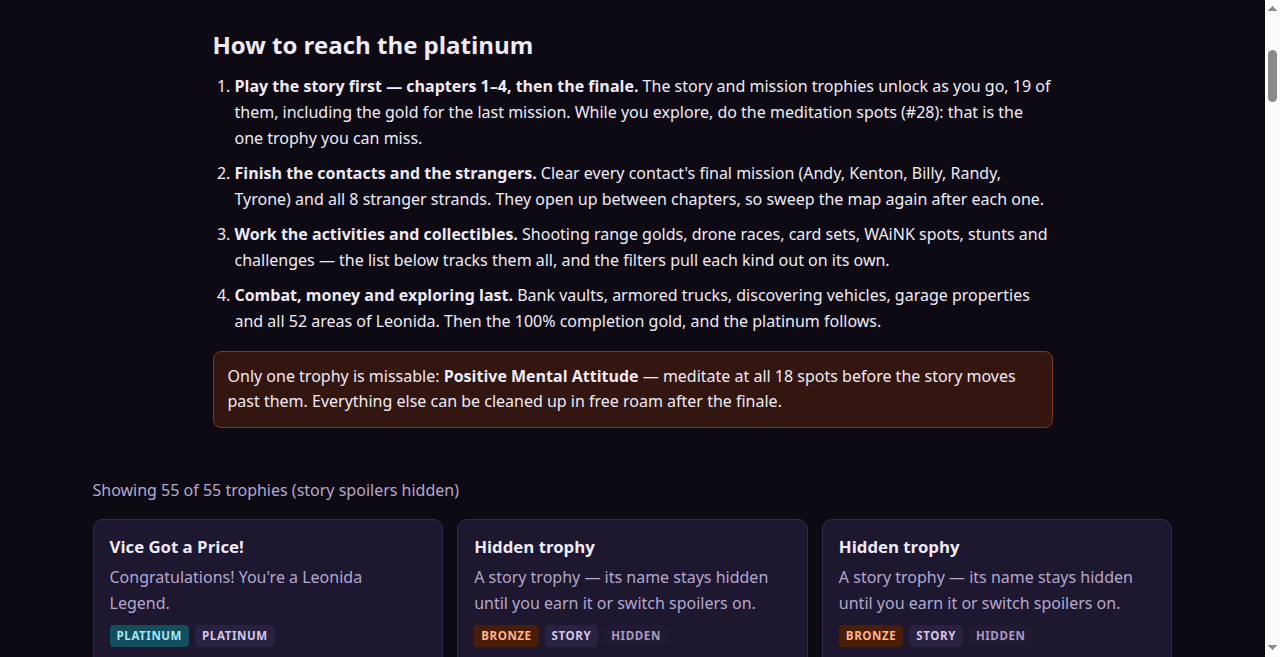 How to reach the platinum
1. Play the story first — chapters 1–4, then the finale. The story and mission trophies unlock as you go, 19 of
them, including the gold for the last mission. While you explore, do the meditation spots (#28): that is the
one trophy you can miss.
2. Finish the contacts and the strangers. Clear every contact's final mission (Andy, Kenton, Billy, Randy,
Tyrone) and all 8 stranger strands. They open up between chapters, so sweep the map again after each one.
3. Work the activities and collectibles. Shooting range golds, drone races, card sets, WAiNK spots, stunts and
challenges — the list below tracks them all, and the filters pull each kind out on its own.
4. Combat, money and exploring last. Bank vaults, armored trucks, discovering vehicles, garage properties
and all 52 areas of Leonida. Then the 100% completion gold, and the platinum follows.
Only one trophy is missable: Positive Mental Attitude — meditate at all 18 spots before the story moves
past them. Everything else can be cleaned up in free roam after the finale.
Showing 55 of 55 trophies (story spoilers hidden)
Vice Got a Price!
Congratulations! You're a Leonida
Legend.
PLATINUM PLATINUM
Hidden trophy
A story trophy — its name stays hidden
until you earn it or switch spoilers on.
BRONZE STORY HIDDEN
Hidden trophy
A story trophy — its name stays hidden
until you earn it or switch spoilers on.
BRONZE STORY HIDDEN